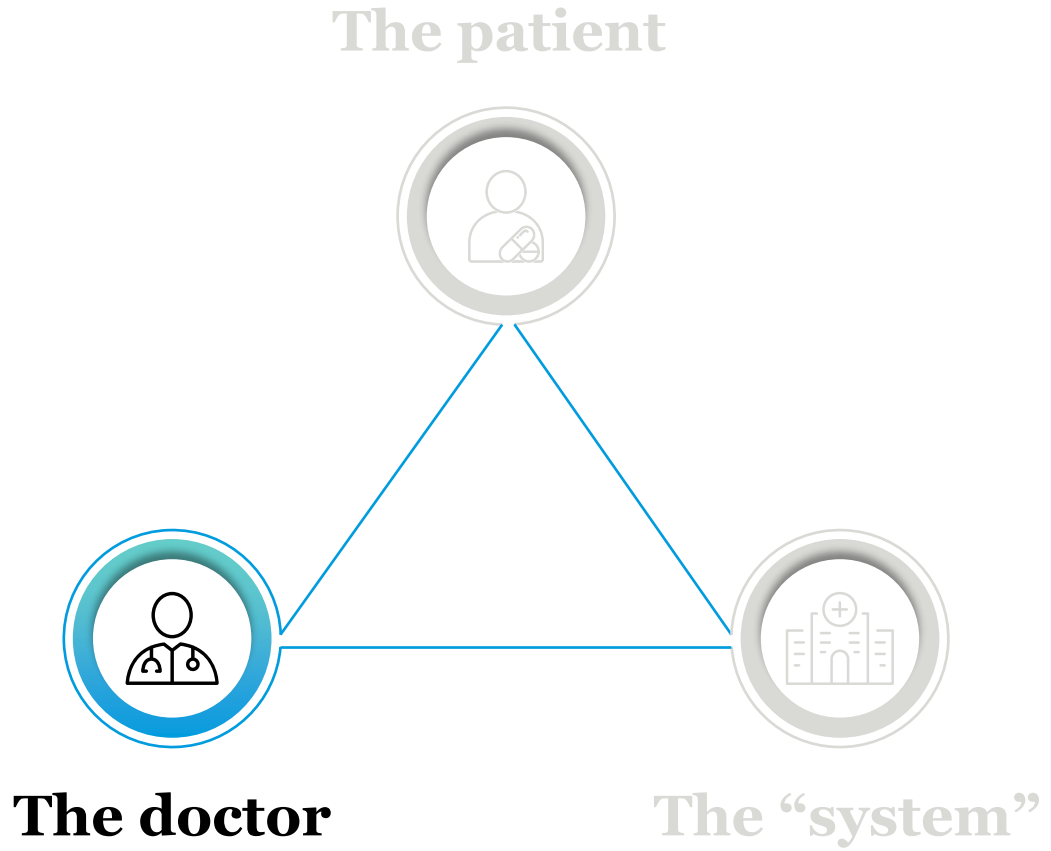 The patient
The doctor
The “system”